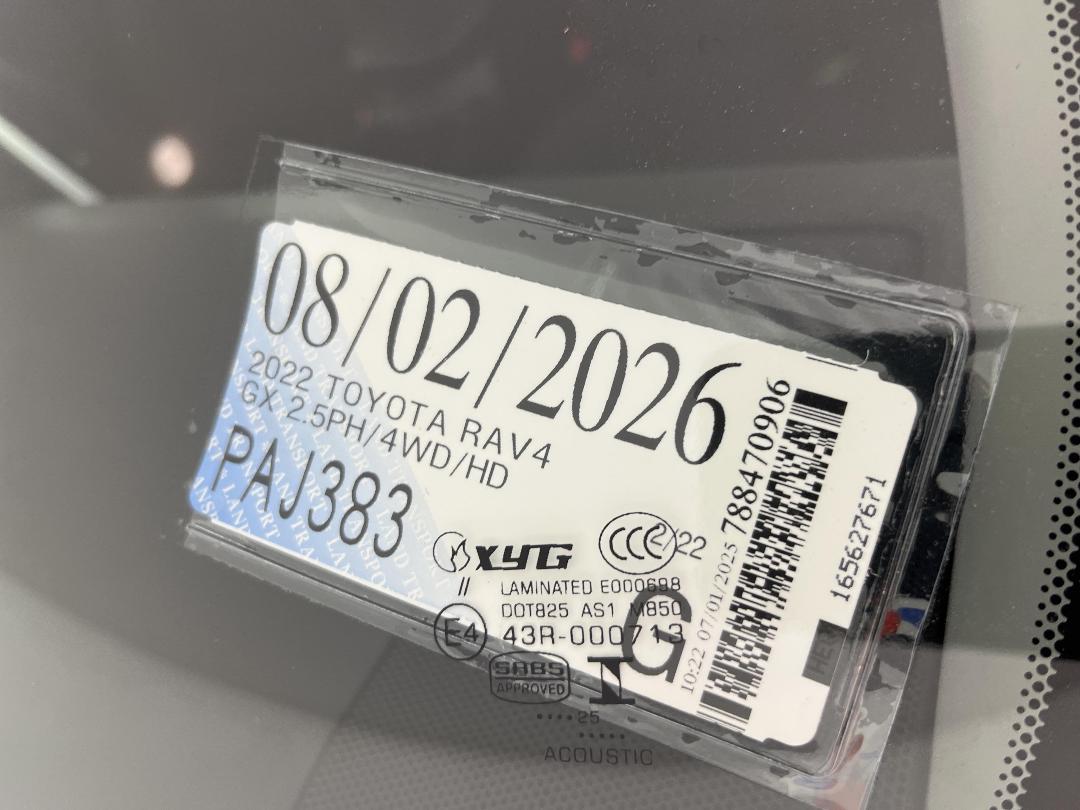 08/02/2026
2022 TOYOTA RAV4
GX 2.5PH/4WD/HD
PAJ383
10:22 07/01/2025
788470906
165627671
XYG
CCC
2/22
//
LAMINATED E000698
DOT825 AS1 M850
E4
43R-000713
G
I
SABS
APPROVED
••••25
•••••
ACOUSTIC